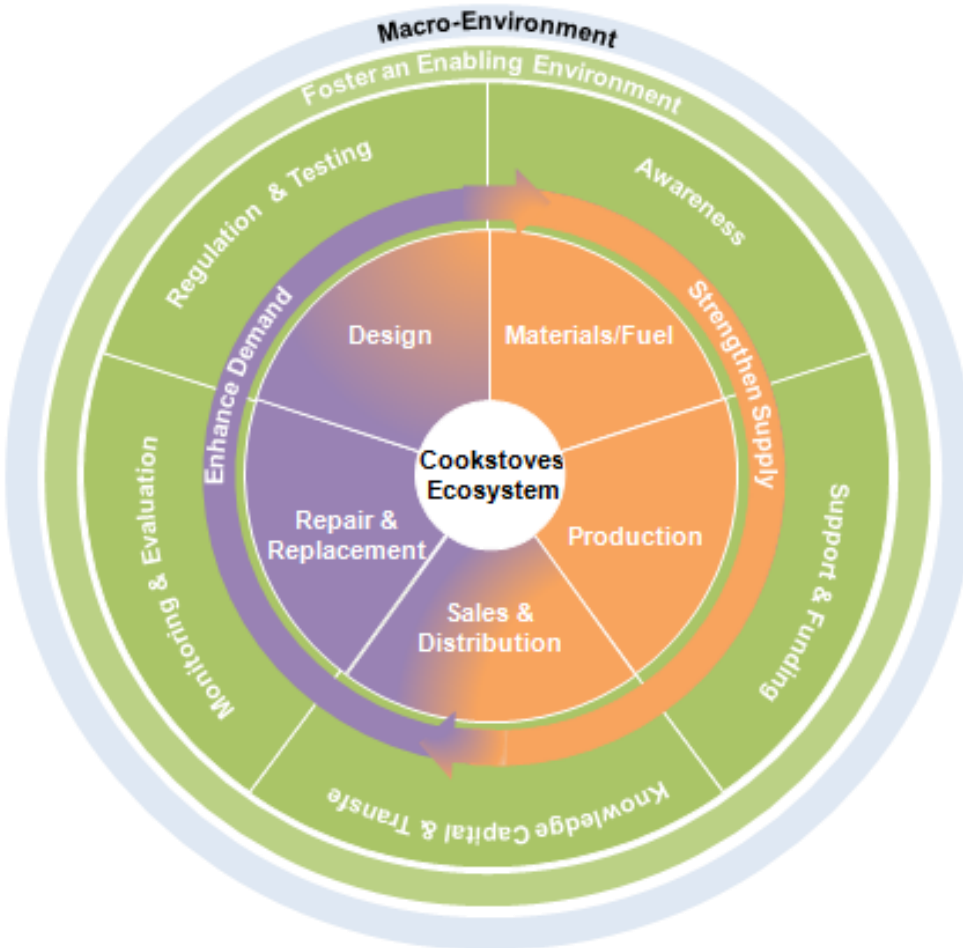 Macro-Environment
Foster an Enabling Environment
Regulation & Testing
Awareness
Enhance Demand
Strengthen Supply
Design
Materials/Fuel
Cookstoves
Ecosystem
Repair &
Replacement
Production
Sales &
Distribution
Monitoring & Evaluation
Support & Funding
Knowledge Capital & Transfe